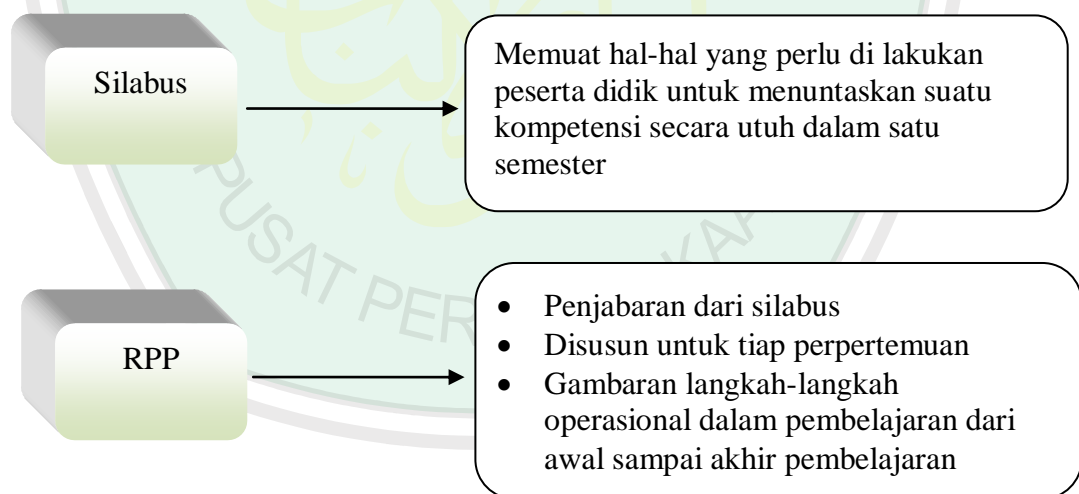 Silabus
Memuat hal-hal yang perlu di lakukan
peserta didik untuk menuntaskan suatu
kompetensi secara utuh dalam satu
semester
RPP
• Penjabaran dari silabus
• Disusun untuk tiap perpertemuan
• Gambaran langkah-langkah
operasional dalam pembelajaran dari
awal sampai akhir pembelajaran
PUSAT